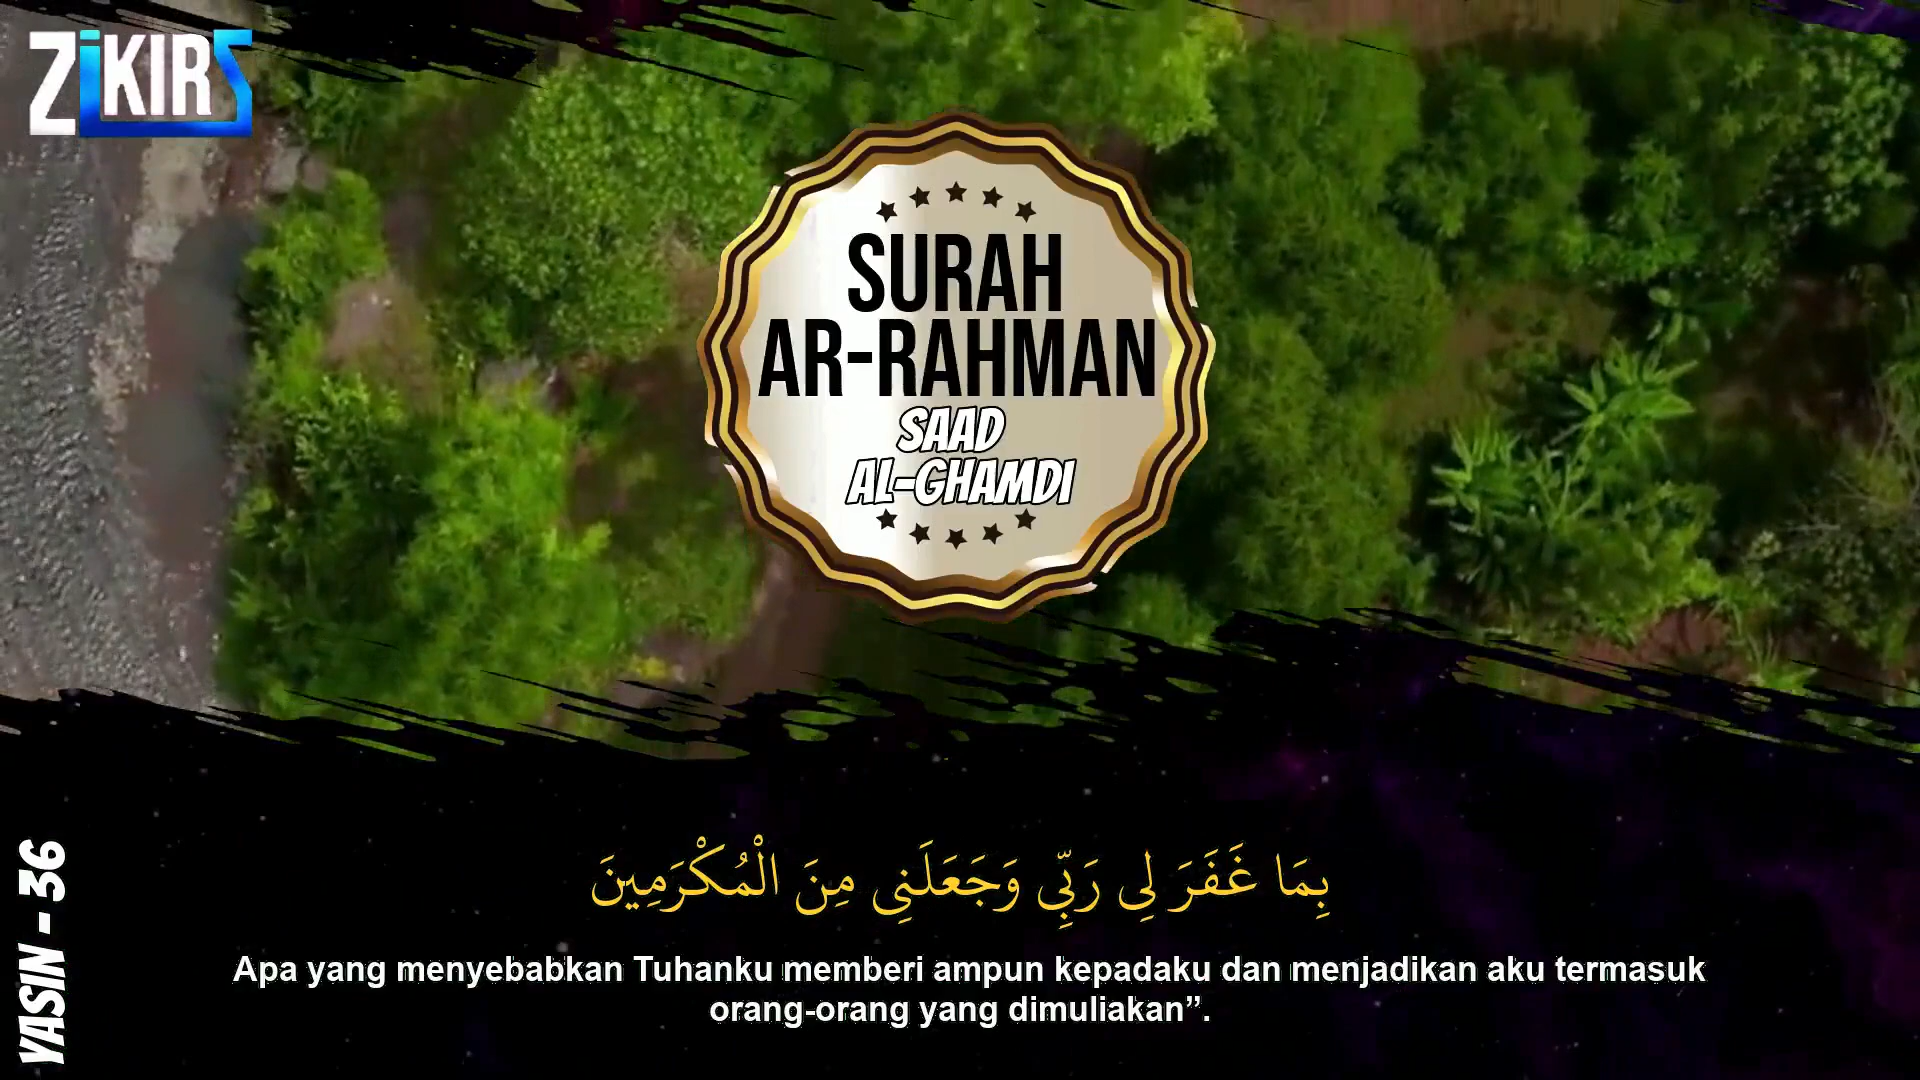 ZiKIRS
SURAH
AR-RAHMAN
SAAD
AL-GHAMDI
YASIN - 36
بِمَا غَفَرَ لِى رَبِّى وَجَعَلَنِى مِنَ الْمُكْرَمِينَ
Apa yang menyebabkan Tuhanku memberi ampun kepadaku dan menjadikan aku termasuk
orang-orang yang dimuliakan”.